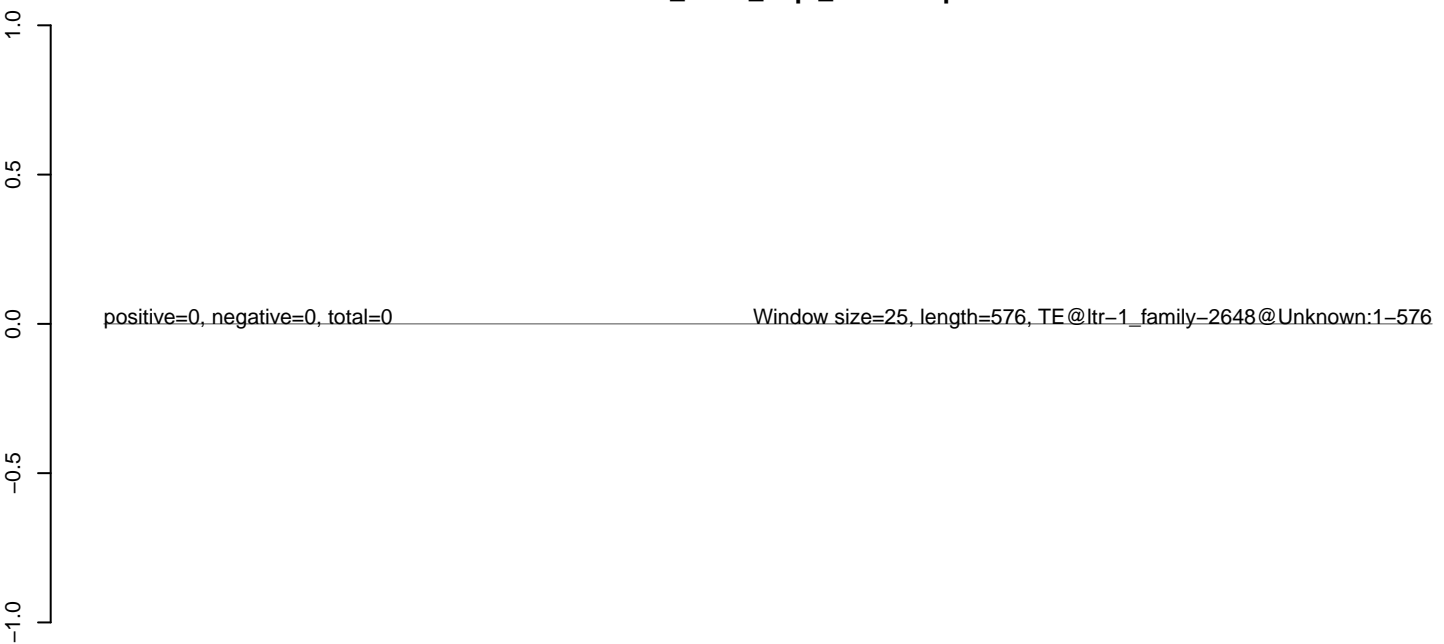 1.0
0.5
0.0
positive=0, negative=0, total=0
Window size=25, length=576, TE@ltr−1_family−2648@Unknown:1−576
−0.5
−1.0